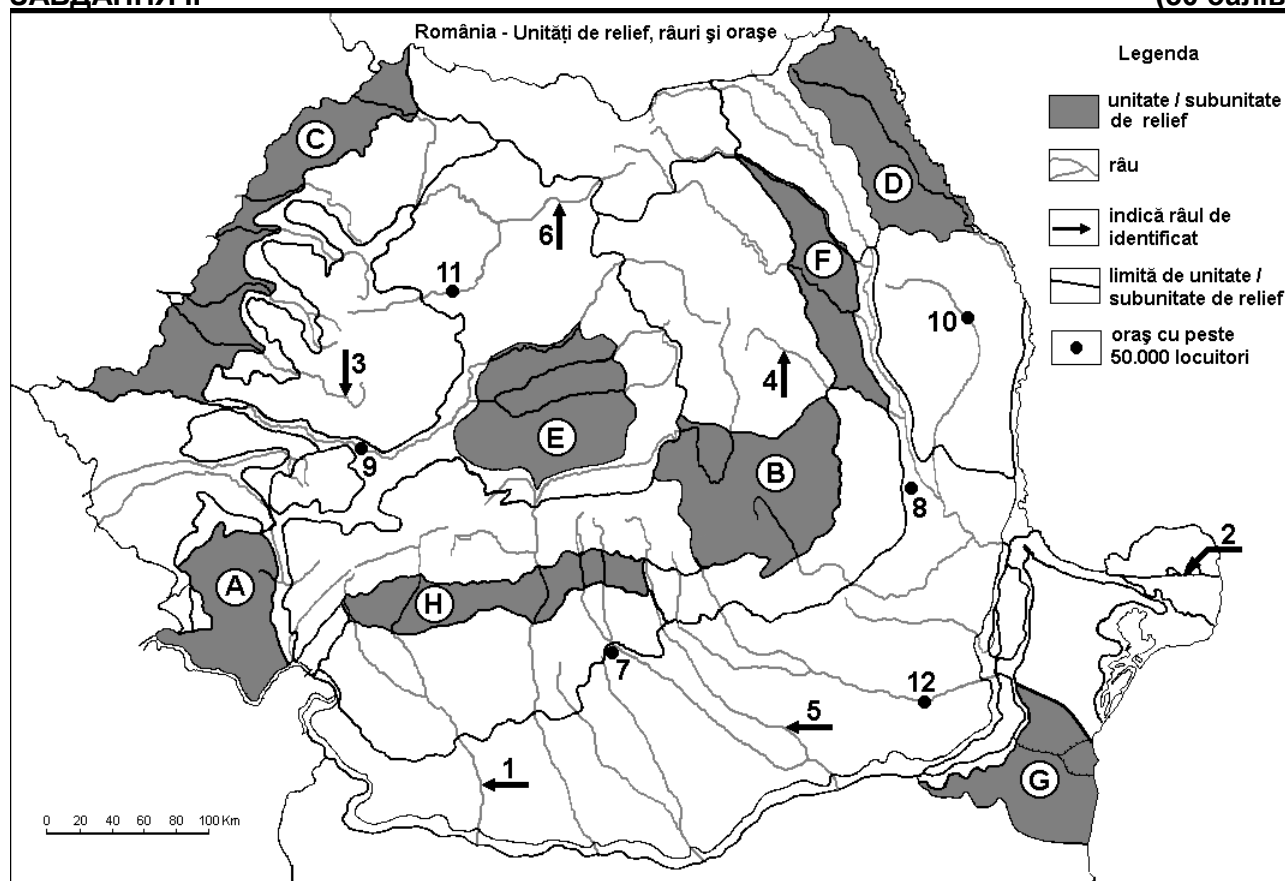 ЗАВДАННЯ II
România - Unități de relief, râuri și orașe
Legenda
unitate / subunitate
de relief
râu
indică râul de
identificat
limită de unitate /
subunitate de relief
oraș cu peste
50.000 locuitori
C
D
6
F
11
10
3
4
E
B
9
8
2
A
H
7
12
5
G
1
0 20 40 60 80 100 Km